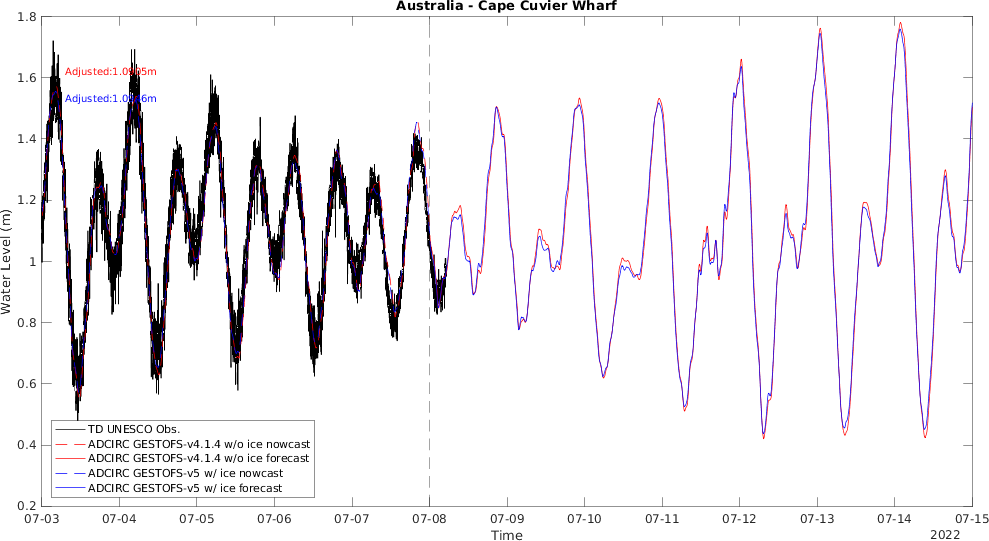 Australia - Cape Cuvier Wharf
Water Level (m)
1.8
1.6
1.4
1.2
1
0.8
0.6
0.4
0.2
Adjusted:
Adjusted:
TD UNESCO Obs.
ADCIRC GESTOFS-v4.1.4 w/o ice nowcast
ADCIRC GESTOFS-v4.1.4 w/o ice forecast
ADCIRC GESTOFS-v5 w/ ice nowcast
ADCIRC GESTOFS-v5 w/ ice forecast
07-03 07-04 07-05 07-06 07-07 07-08 07-09 07-10 07-11 07-12 07-13 07-14 07-15
Time
2022